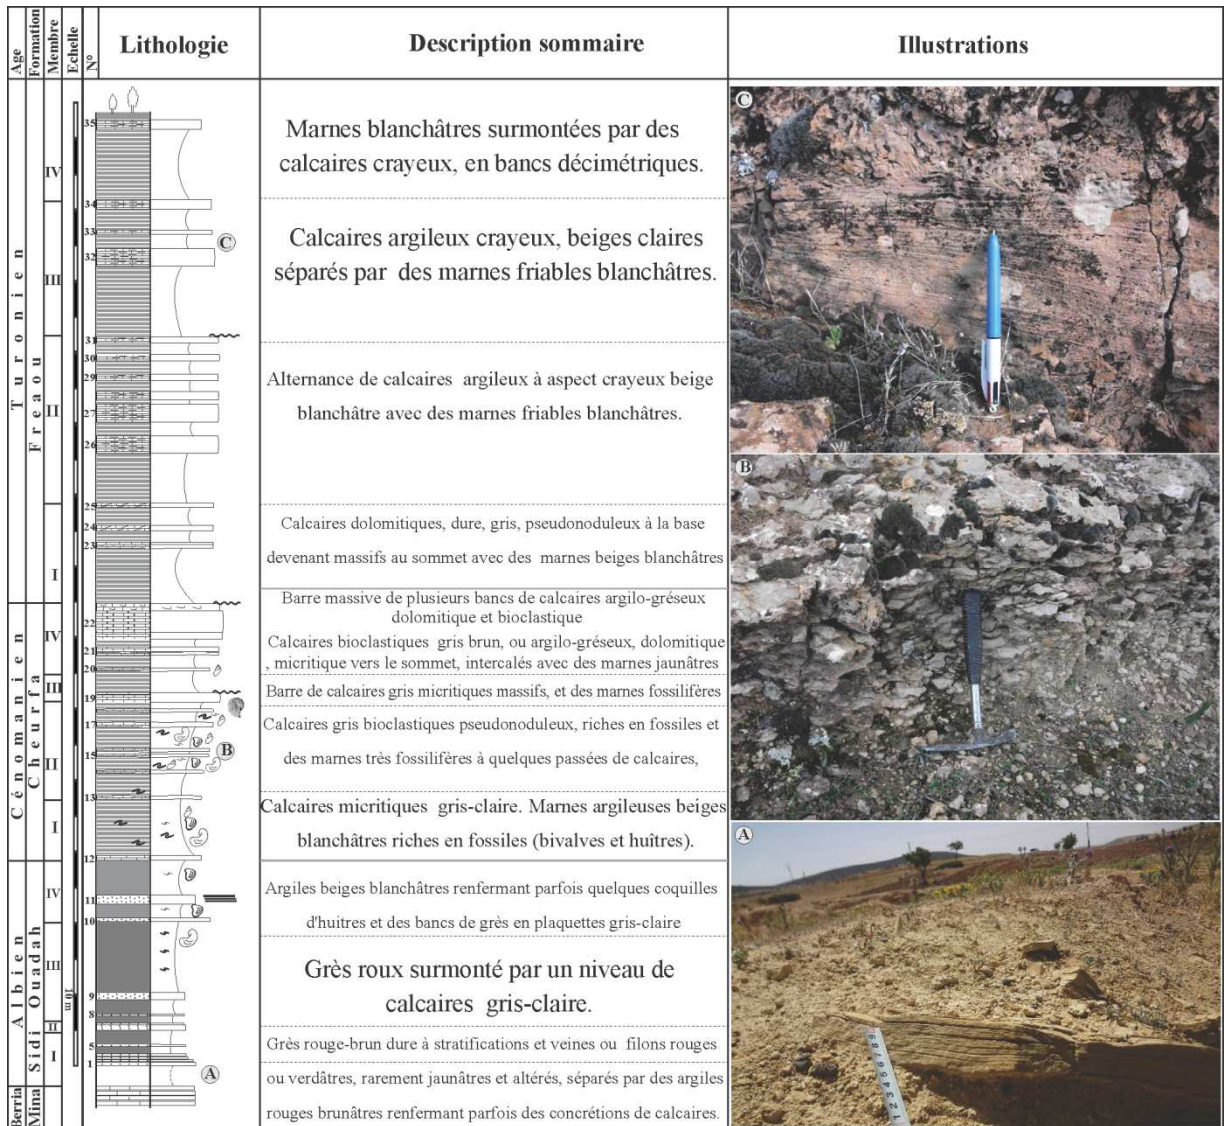 Age
Formation
Membre
Echelle
N°
Lithologie
Description sommaire
Illustrations
Turonien
Freaou
IV
III
II
I
35
34
33
32
31
30
29
27
26
25
24
23
C
Marnes blanchâtres surmontées par des
calcaires crayeux, en bancs décimétriques.
Calcaires argileux crayeux, beiges claires
séparés par des marnes friables blanchâtres.
Alternance de calcaires argileux à aspect crayeux beige
blanchâtre avec des marnes friables blanchâtres.
Calcaires dolomitiques, dure, gris, pseudonoduleux à la base
devenant massifs au sommet avec des marnes beiges blanchâtres
Cénomanien
Cheurfa
IV
III
II
I
22
21
20
19
17
15
13
12
B
Barre massive de plusieurs bancs de calcaires argilo-gréseux
dolomitique et bioclastique
Calcaires bioclastiques gris brun, ou argilo-gréseux, dolomitique
, micritique vers le sommet, intercalés avec des marnes jaunâtres
Barre de calcaires gris micritiques massifs, et des marnes fossilifères
Calcaires gris bioclastiques pseudonoduleux, riches en fossiles et
des marnes très fossilifères à quelques passées de calcaires,
Calcaires micritiques gris-claire. Marnes argileuses beiges
blanchâtres riches en fossiles (bivalves et huîtres).
Albien
Sidi Ouadah
IV
III
II
I
11
10
9
8
5
1
10 m
A
Argiles beiges blanchâtres renfermant parfois quelques coquilles
d'huitres et des bancs de grès en plaquettes gris-claire
Grès roux surmonté par un niveau de
calcaires gris-claire.
Grès rouge-brun dure à stratifications et veines ou filons rouges
ou verdâtres, rarement jaunâtres et altérés, séparés par des argiles
rouges brunâtres renfermant parfois des concrétions de calcaires.
Berria
Mina
C
B
A
1 2 3 4 5 6 7 8 9